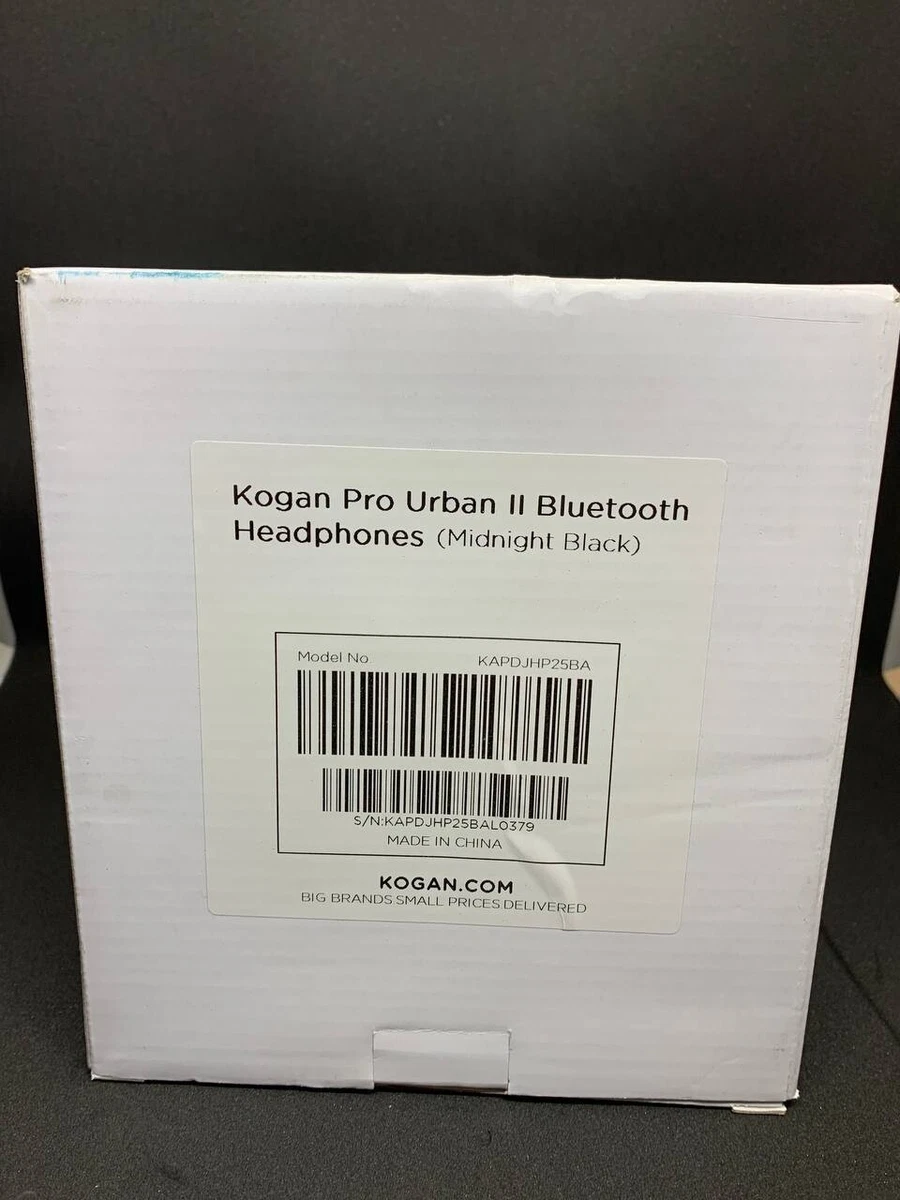 Kogan Pro Urban II Bluetooth
Headphones (Midnight Black)
Model No KAPDJHP25BA
S/N:KAPDJHP25BAL0379
MADE IN CHINA
KOGAN.COM
BIG BRANDS SMALL PRICES DELIVERED